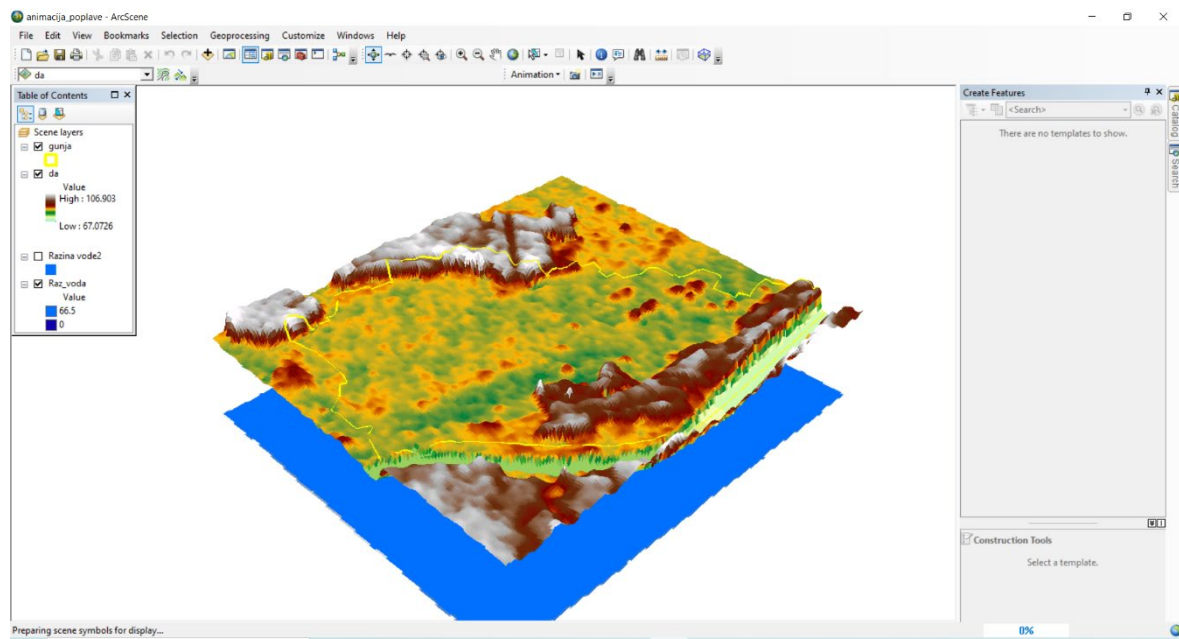 animacija_poplave - ArcScene
File Edit View Bookmarks Selection Geoprocessing Customize Windows Help
da
Animation
Table of Contents
Scene layers
gunja
da
Value
High : 106.903
Low : 67.0726
Razina vode2
Raz_voda
Value
66.5
0
Create Features
<Search>
There are no templates to show.
Catalog
Search
Construction Tools
Select a template.
Preparing scene symbols for display...
0%